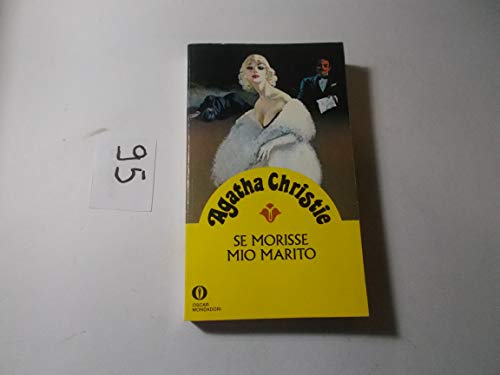 95
Agatha Christie
SE MORISSE
MIO MARITO
OSCAR
MONDADORI